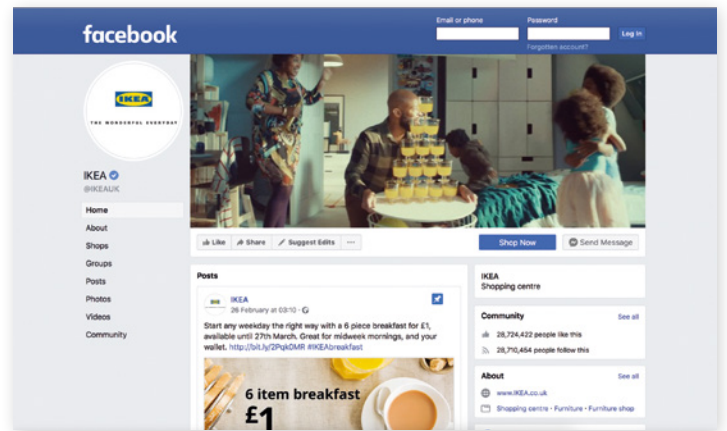 facebook
Email or phone
Password
Log In
Forgotten account?
IKEA
THE WONDERFUL EVERYDAY
IKEA
@IKEAUK
Home
About
Shops
Groups
Posts
Photos
Videos
Community
Like
Share
Suggest Edits
Shop Now
Send Message
Posts
IKEA
26 February at 03:10 ·
Start any weekday the right way with a 6 piece breakfast for £1,
available until 27th March. Great for midweek mornings, and your
wallet. http://bit.ly/2Pqk0MR #IKEAbreakfast
6 item breakfast
£1
IKEA
Shopping centre
Community
See all
28,724,422 people like this
28,710,464 people follow this
About
See all
www.IKEA.co.uk
Shopping centre · Furniture · Furniture shop